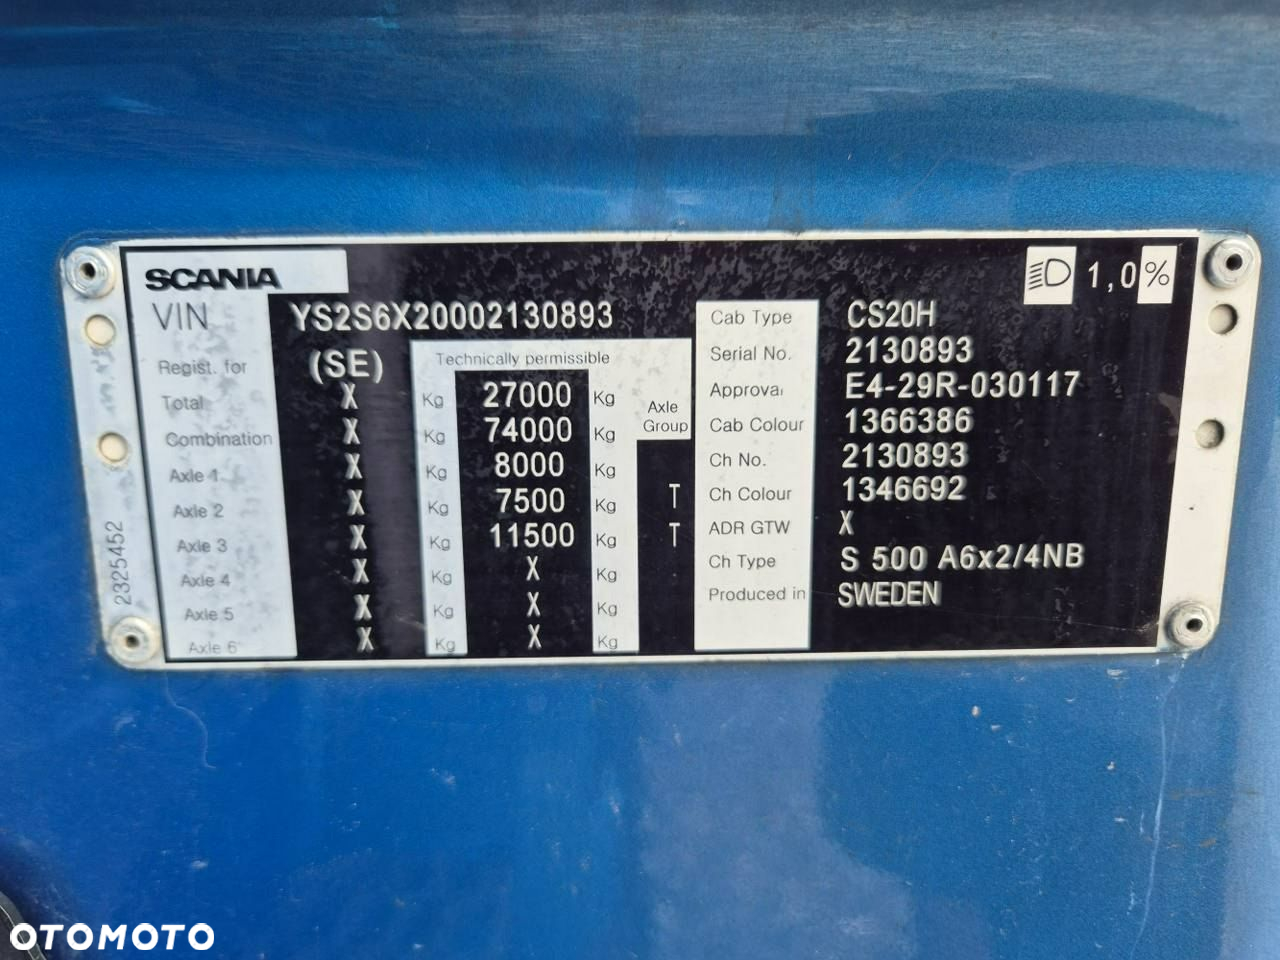 SCANIA
1,0%
VIN YS2S6X20002130893
Regist. for (SE) Technically permissible
Total X Kg 27000 Kg Axle Group
Combination X Kg 74000 Kg
Axle 1 X Kg 8000 Kg
Axle 2 X Kg 7500 Kg T
Axle 3 X Kg 11500 Kg T
Axle 4 X Kg X Kg
Axle 5 X Kg X Kg
Axle 6 X Kg X Kg
Cab Type CS20H
Serial No. 2130893
Approval E4-29R-030117
Cab Colour 1366386
Ch No. 2130893
Ch Colour 1346692
ADR GTW X
Ch Type S 500 A6x2/4NB
Produced in SWEDEN
2325452
OTOMOTO